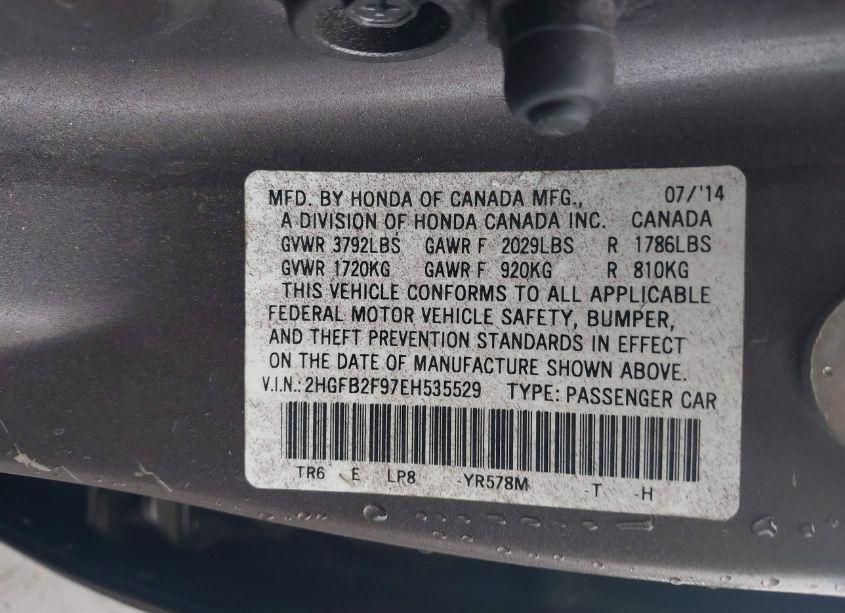 MFD. BY HONDA OF CANADA MFG., 07/'14
A DIVISION OF HONDA CANADA INC. CANADA
GVWR 3792LBS GAWR F 2029LBS R 1786LBS
GVWR 1720KG GAWR F 920KG R 810KG
THIS VEHICLE CONFORMS TO ALL APPLICABLE
FEDERAL MOTOR VEHICLE SAFETY, BUMPER,
AND THEFT PREVENTION STANDARDS IN EFFECT
ON THE DATE OF MANUFACTURE SHOWN ABOVE.
V.I.N.: 2HGFB2F97EH535529 TYPE: PASSENGER CAR
TR6 E LP8 -YR578M -T -H